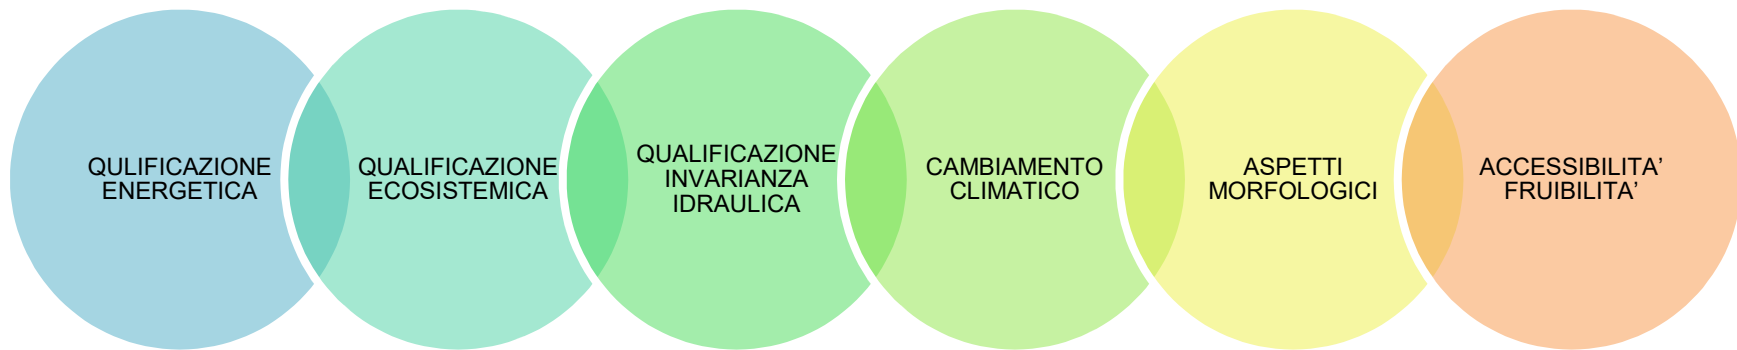 QULIFICAZIONE
ENERGETICA
QUALIFICAZIONE
ECOSISTEMICA
QUALIFICAZIONE
INVARIANZA
IDRAULICA
CAMBIAMENTO
CLIMATICO
ASPETTI
MORFOLOGICI
ACCESSIBILITA’
FRUIBILITA’